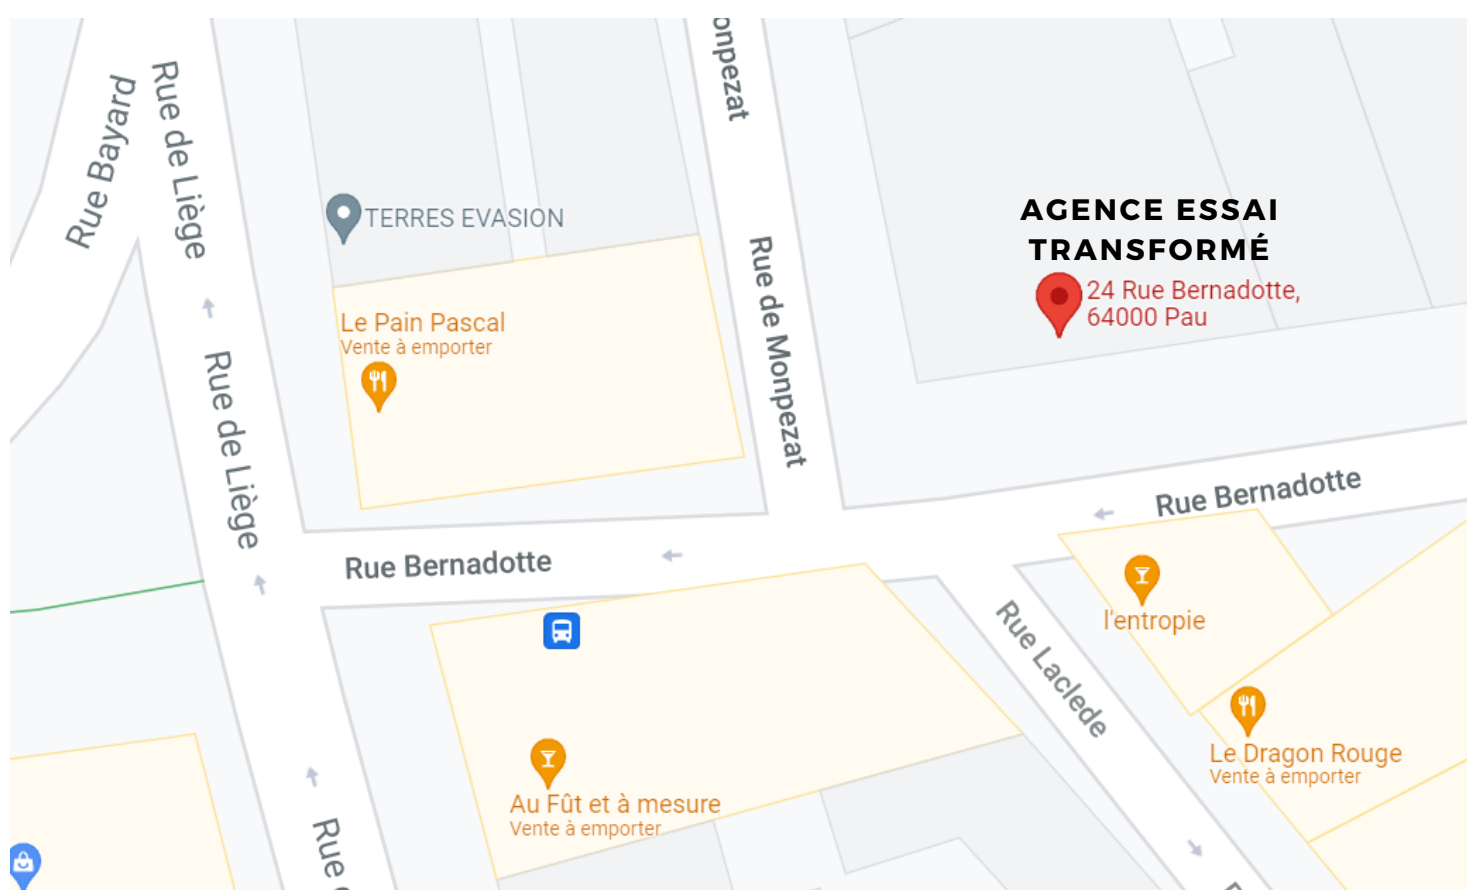 onpezat
Rue Bayard
Rue de Liège
TERRES EVASION
AGENCE ESSAI
TRANSFORMÉ
24 Rue Bernadotte,
64000 Pau
Le Pain Pascal
Vente à emporter
Rue de Monpezat
Rue de Liège
Rue Bernadotte
Rue Bernadotte
l'entropie
Rue Laclede
Le Dragon Rouge
Vente à emporter
Au Fût et à mesure
Vente à emporter
Rue